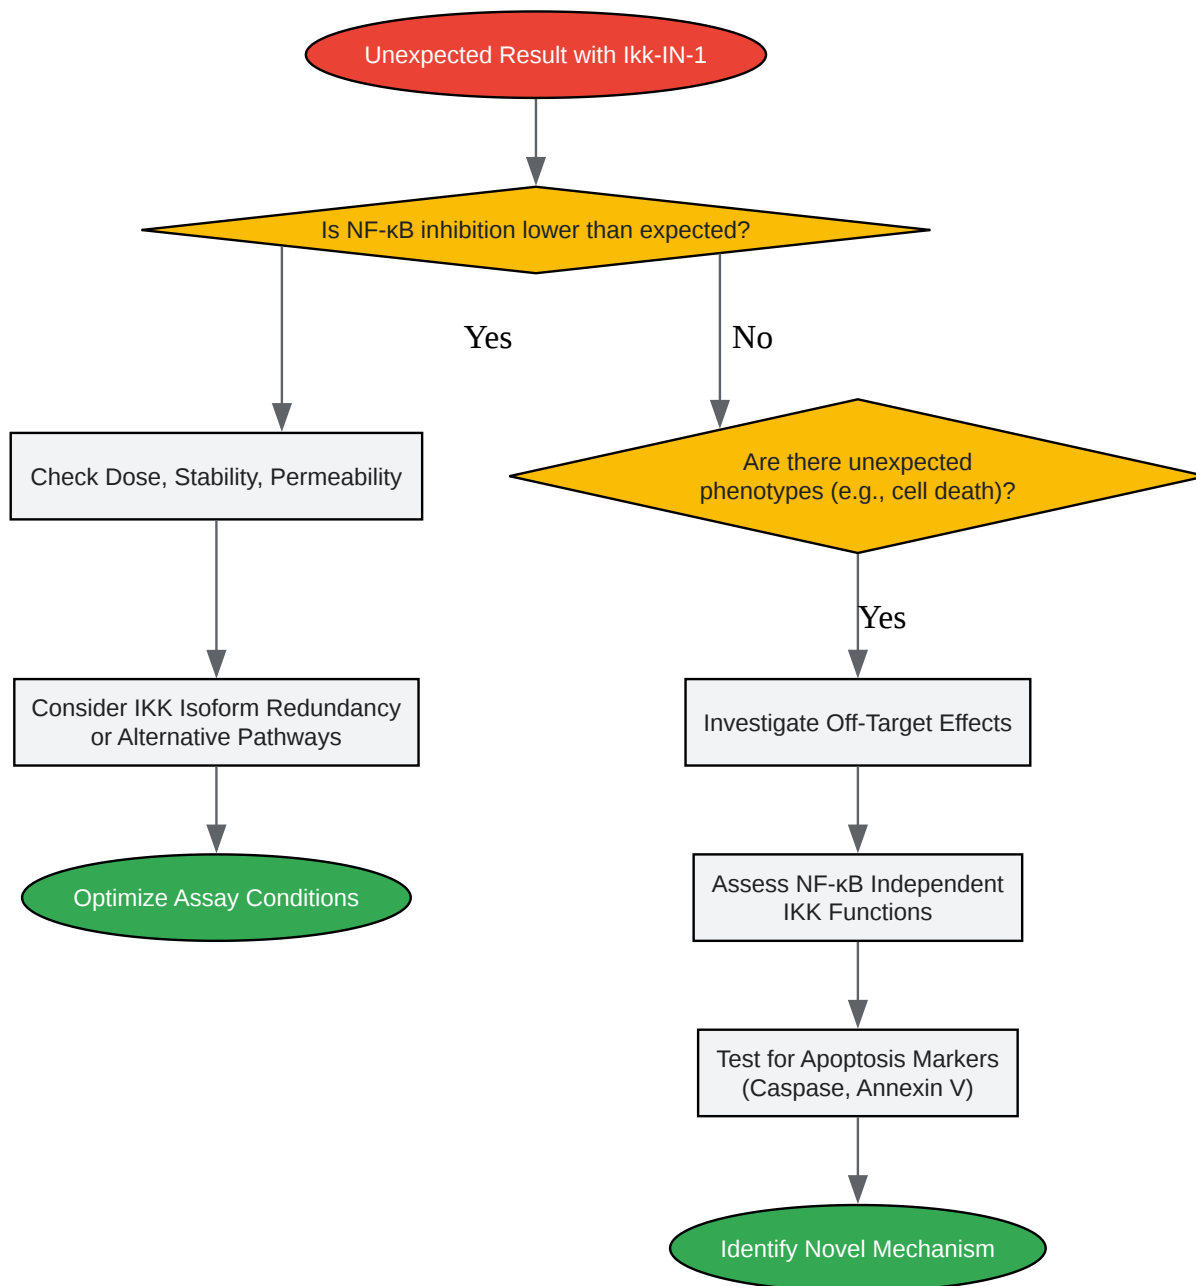 Unexpected Result with Ikk-IN-1
Is NF-κB inhibition lower than expected?
Yes
No
Check Dose, Stability, Permeability
Are there unexpected
phenotypes (e.g., cell death)?
Yes
Consider IKK Isoform Redundancy
or Alternative Pathways
Investigate Off-Target Effects
Optimize Assay Conditions
Assess NF-κB Independent
IKK Functions
Test for Apoptosis Markers
(Caspase, Annexin V)
Identify Novel Mechanism